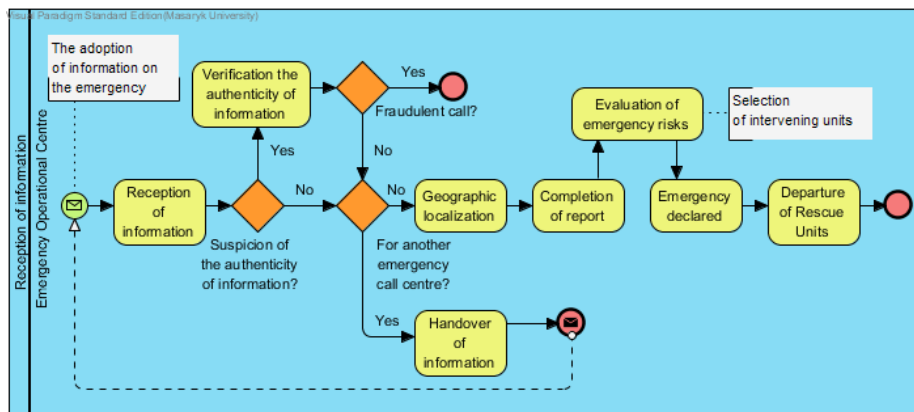 Visual Paradigm Standard Edition(Masaryk University)
Reception of information
Emergency Operational Centre
The adoption
of information on
the emergency
Verification the
authenticity of
information
Yes
Fraudulent call?
Evaluation of
emergency risks
Selection
of intervening units
Yes
No
Reception
of
information
No
No
Geographic
localization
Completion
of report
Emergency
declared
Departure
of Rescue
Units
Suspicion of
the authenticity
of information?
For another
emergency
call centre?
Yes
Handover
of
information